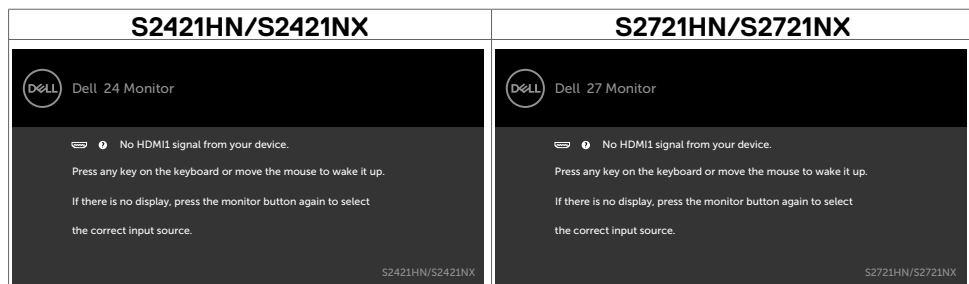 S2421HN/S2421NX
S2721HN/S2721NX
DELL Dell 24 Monitor
No HDMI1 signal from your device.
Press any key on the keyboard or move the mouse to wake it up.
If there is no display, press the monitor button again to select
the correct input source.
S2421HN/S2421NX
DELL Dell 27 Monitor
No HDMI1 signal from your device.
Press any key on the keyboard or move the mouse to wake it up.
If there is no display, press the monitor button again to select
the correct input source.
S2721HN/S2721NX